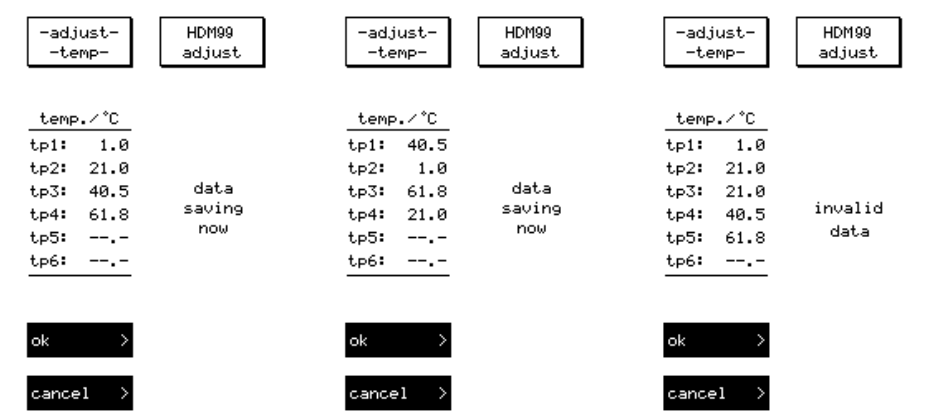 -adjust-
-temp-
HDM99
adjust
temp./°C
tp1: 1.0
tp2: 21.0
tp3: 40.5
tp4: 61.8
tp5: --.-
tp6: --.-
data
saving
now
ok >
cancel >
-adjust-
-temp-
HDM99
adjust
temp./°C
tp1: 40.5
tp2: 1.0
tp3: 61.8
tp4: 21.0
tp5: --.-
tp6: --.-
data
saving
now
ok >
cancel >
-adjust-
-temp-
HDM99
adjust
temp./°C
tp1: 1.0
tp2: 21.0
tp3: 21.0
tp4: 40.5
tp5: 61.8
tp6: --.-
invalid
data
ok >
cancel >